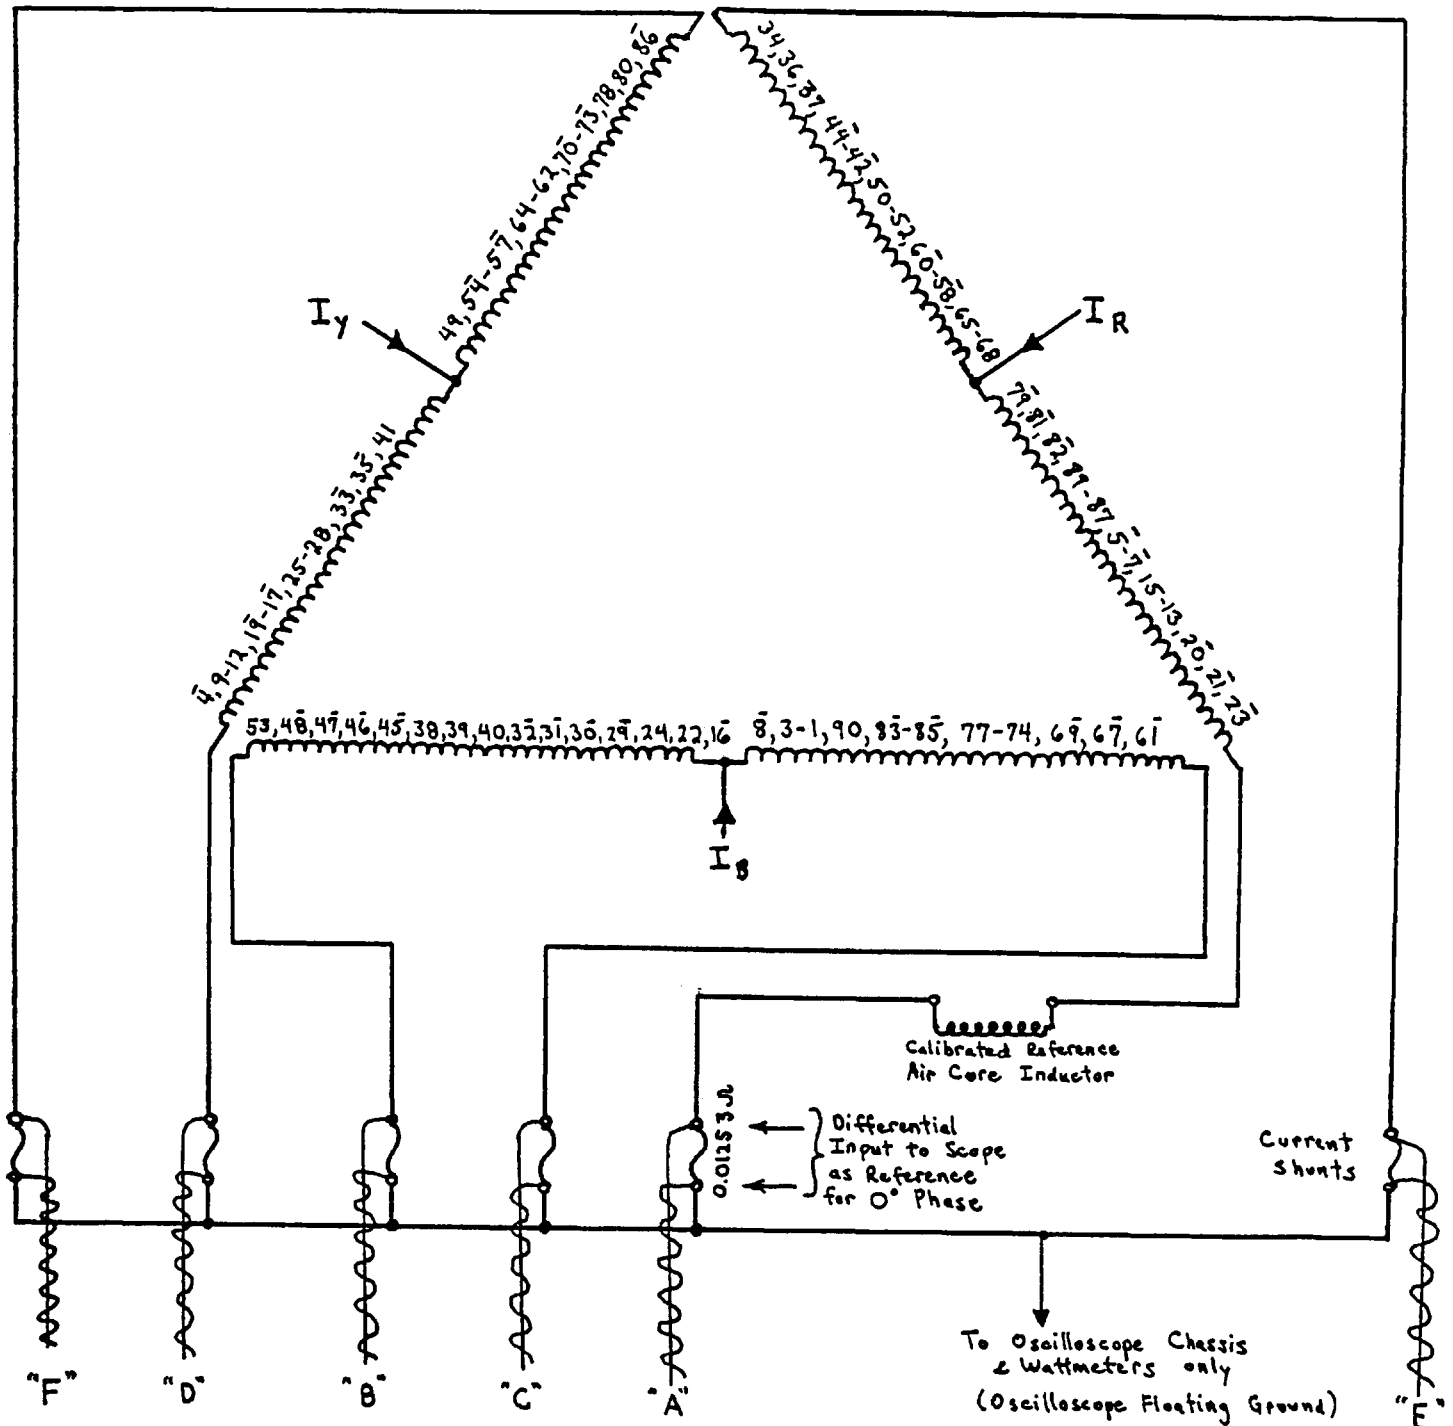 49, 54̄-57̄, 64-62, 70̄-73̄, 78, 80, 86̄
34, 36, 37, 44̄-42̄, 50-52, 60̄-58̄, 65-68
I_Y
I_R
4̄, 9-12, 19̄-17̄, 25-28, 33̄, 35̄, 41
79̄, 81̄, 82̄, 89-87, 5̄-7̄, 15-13, 20̄, 21̄, 23̄
53, 48̄, 47̄, 46̄, 45̄, 38, 39, 40, 32̄, 31̄, 30̄, 29̄, 24, 22, 16̄
8̄, 3-1, 90, 83̄-85̄, 77-74, 69̄, 67̄, 61̄
I_B
Calibrated Reference
Air Core Inductor
0.01253 Ω
Differential
Input to Scope
as Reference
for 0° Phase
Current
Shunts
To Oscilloscope Chassis
& Wattmeters only
(Oscilloscope Floating Ground)
"F"
"D"
"B"
"C"
"A"
"E"